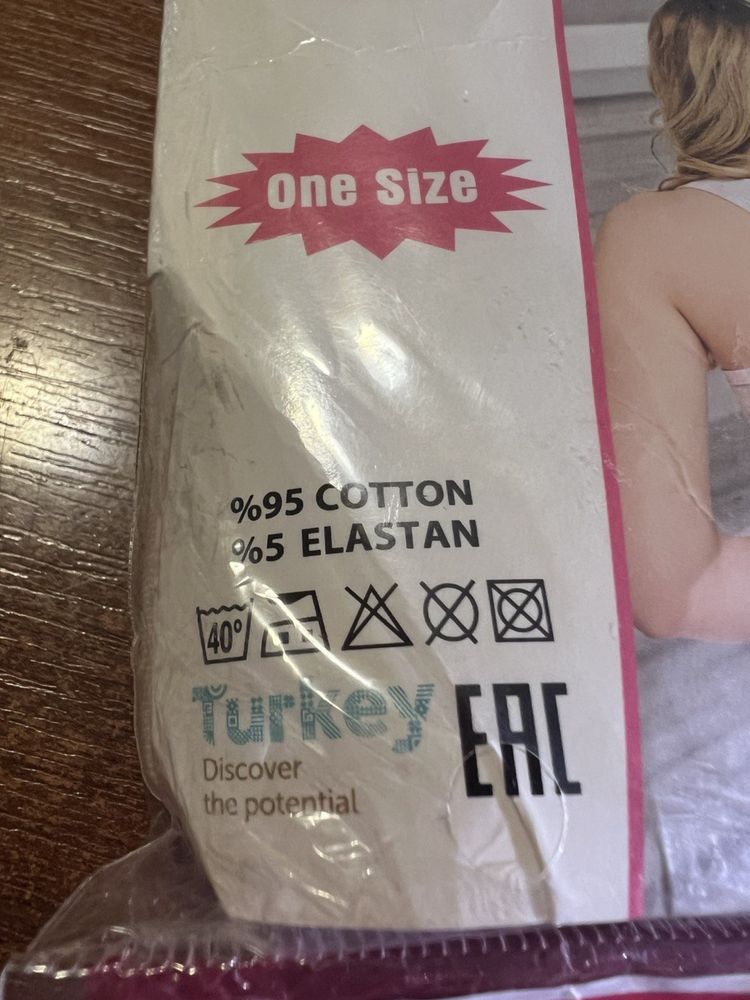 One Size
%95 COTTON
%5 ELASTAN
40°
Turkey
Discover
the potential
EAC